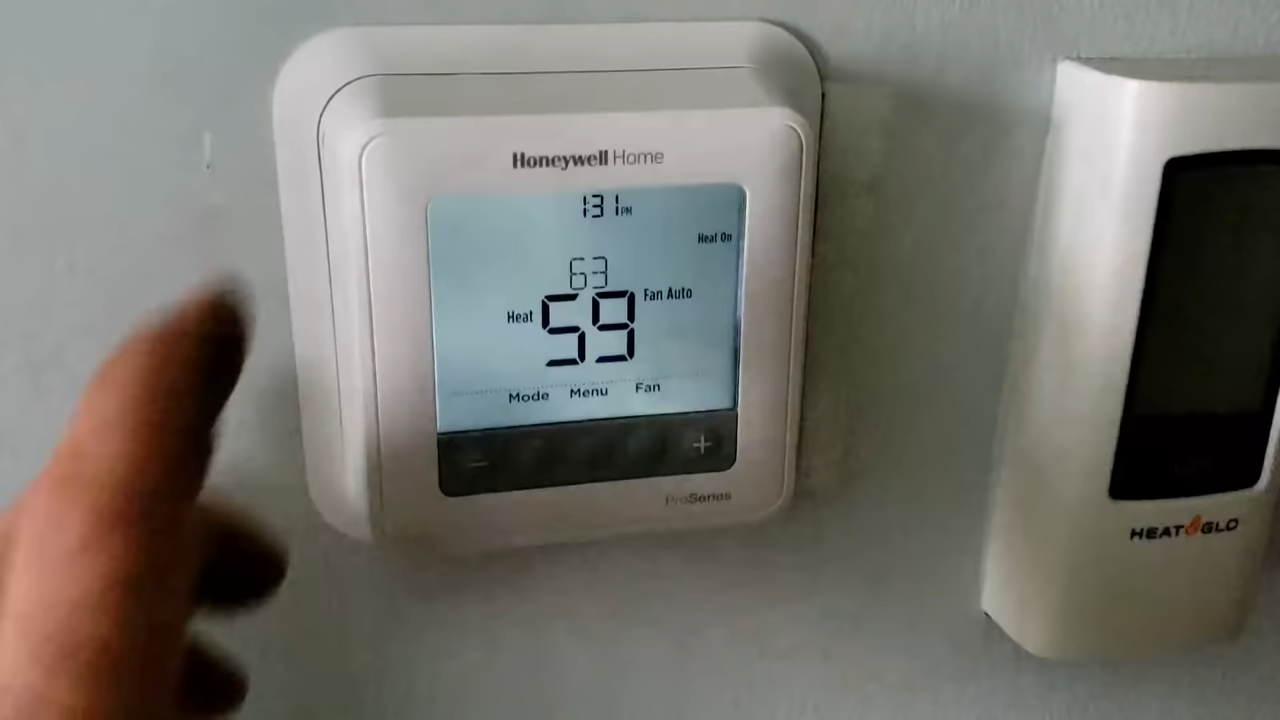 Honeywell Home
1:31 PM
Heat On
63
Heat 59 Fan Auto
Mode Menu Fan
− +
ProSeries
HEAT GLO